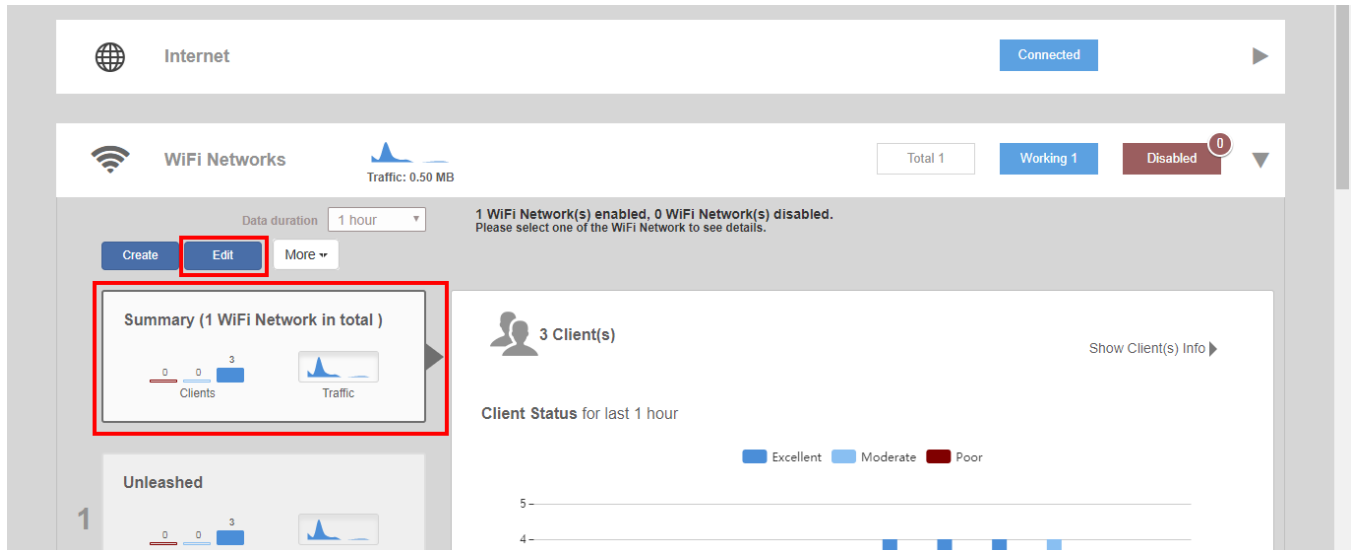 Internet
Connected
WiFi Networks
Traffic: 0.50 MB
Total 1
Working 1
Disabled
0
Data duration
1 hour
1 WiFi Network(s) enabled, 0 WiFi Network(s) disabled.
Please select one of the WiFi Network to see details.
Create
Edit
More
Summary (1 WiFi Network in total )
0 0 3
Clients
Traffic
3 Client(s)
Show Client(s) Info
Client Status for last 1 hour
Excellent
Moderate
Poor
5
4
1
Unleashed
0 0 3